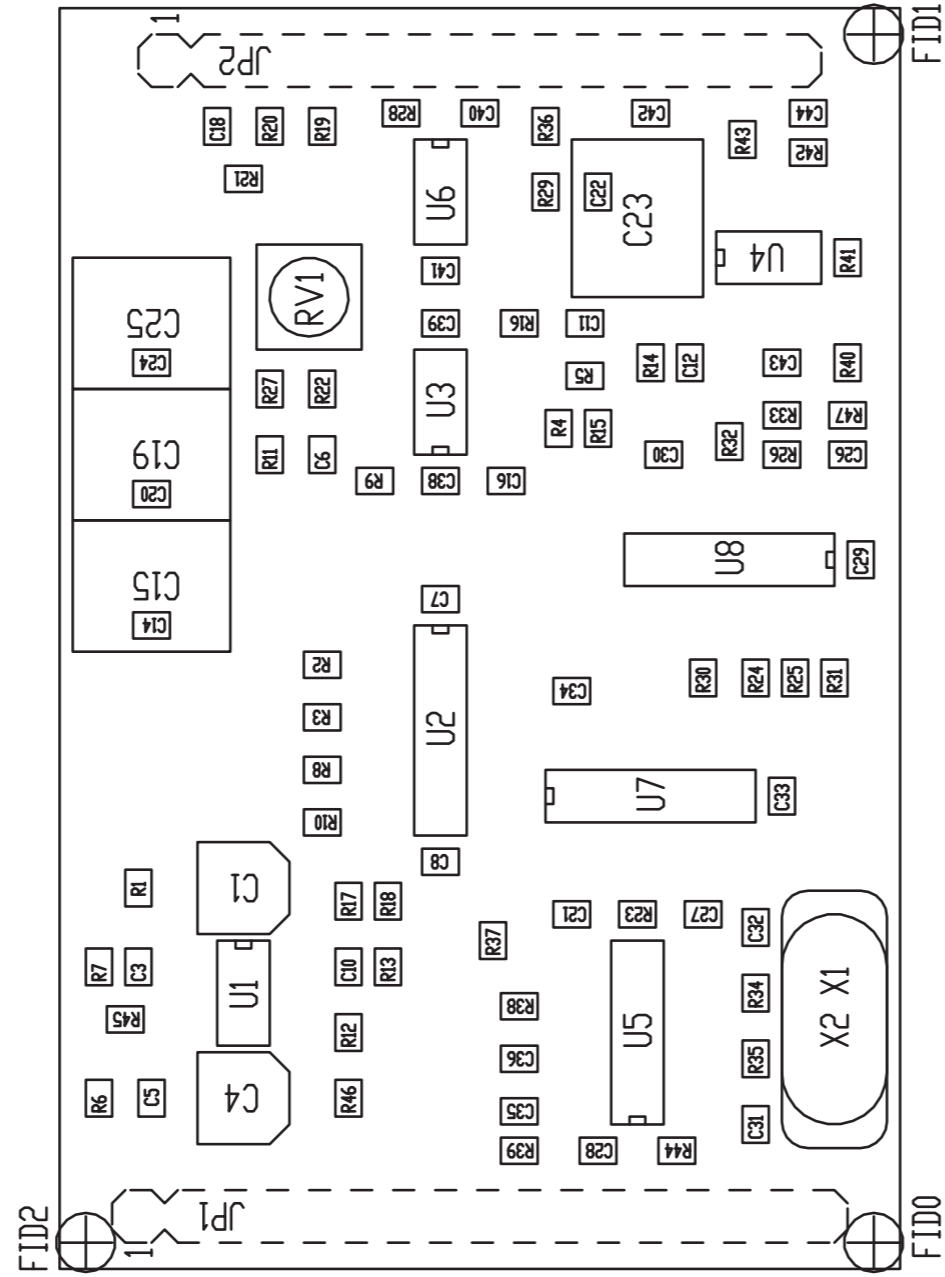 1
FID1
JP2
C18
R20
R19
R28
C40
R36
C42
C44
R43
R42
R21
R29
C22
U6
C23
U4
R41
C41
RV1
C25
C39
R16
C11
C24
R14
C12
C43
R40
R5
R27
R22
U3
R4
R15
R33
R47
R32
C19
R11
C6
C30
R26
C26
C20
R9
C38
C16
U8
C29
C15
C7
C14
R2
R30
R24
R25
R31
C34
R3
U2
R8
U7
C33
R10
C8
R1
C1
R17
R18
C21
R23
C27
C32
R37
R7
C3
C10
R13
U1
R38
R34
X2 X1
R45
R12
U5
C36
R35
R6
C5
C4
R46
C35
C31
R39
C28
R44
JP1
FID2
1
FID0